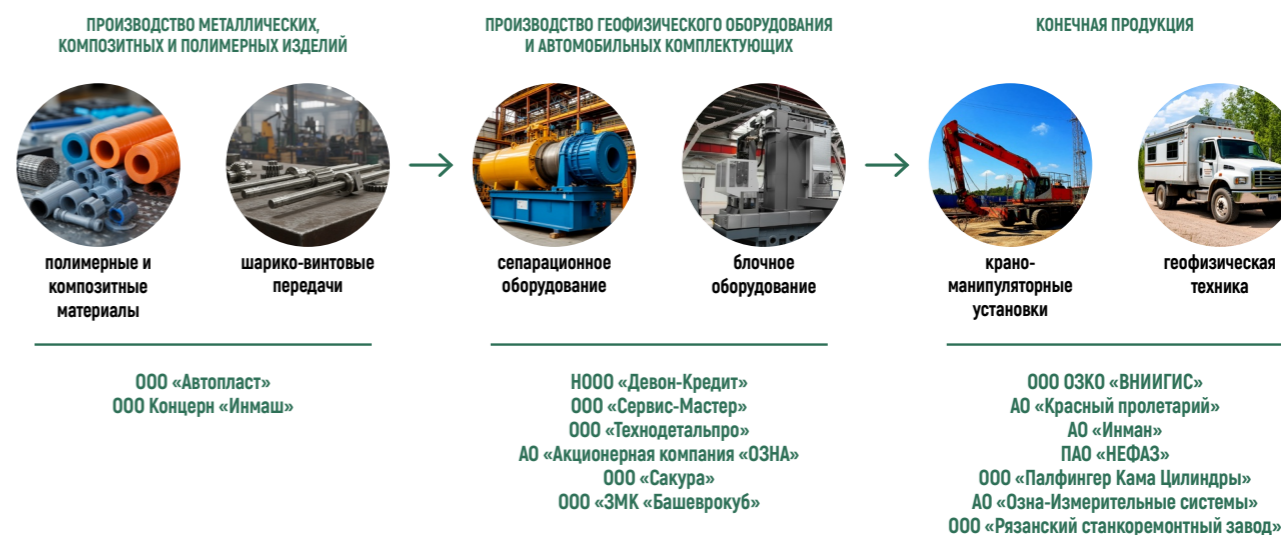 ПРОИЗВОДСТВО МЕТАЛЛИЧЕСКИХ,
КОМПОЗИТНЫХ И ПОЛИМЕРНЫХ ИЗДЕЛИЙ
полимерные и
композитные
материалы
шарико-винтовые
передачи
ООО «Автопласт»
ООО Концерн «Инмаш»
ПРОИЗВОДСТВО ГЕОФИЗИЧЕСКОГО ОБОРУДОВАНИЯ
И АВТОМОБИЛЬНЫХ КОМПЛЕКТУЮЩИХ
сепарационное
оборудование
блочное
оборудование
НООО «Девон-Кредит»
ООО «Сервис-Мастер»
ООО «Технодетальпро»
АО «Акционерная компания «ОЗНА»
ООО «Сакура»
ООО «ЗМК «Башеврокуб»
КОНЕЧНАЯ ПРОДУКЦИЯ
крано-
манипуляторные
установки
геофизическая
техника
ООО ОЗКО «ВНИИГИС»
АО «Красный пролетарий»
АО «Инман»
ПАО «НЕФАЗ»
ООО «Палфингер Кама Цилиндры»
АО «Озна-Измерительные системы»
ООО «Рязанский станкоремонтный завод»